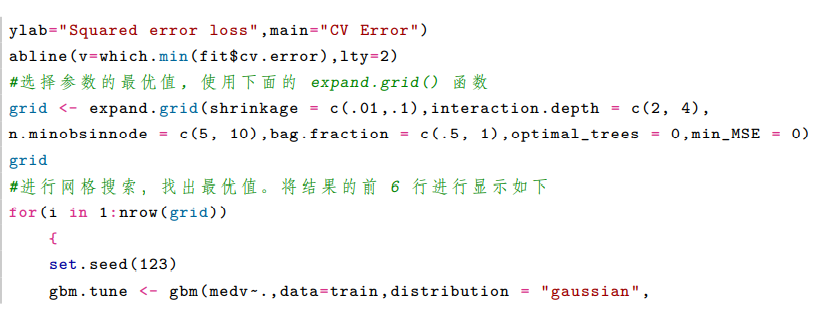 ylab="Squared error loss",main="CV Error")
abline(v=which.min(fit$cv.error),lty=2)
#选择参数的最优值，使用下面的 expand.grid() 函数
grid <- expand.grid(shrinkage = c(.01,.1),interaction.depth = c(2, 4),
n.minobsinnode = c(5, 10),bag.fraction = c(.5, 1),optimal_trees = 0,min_MSE = 0)
grid
#进行网格搜索，找出最优值。将结果的前 6 行进行显示如下
for(i in 1:nrow(grid))
{
set.seed(123)
gbm.tune <- gbm(medv~.,data=train,distribution = "gaussian",